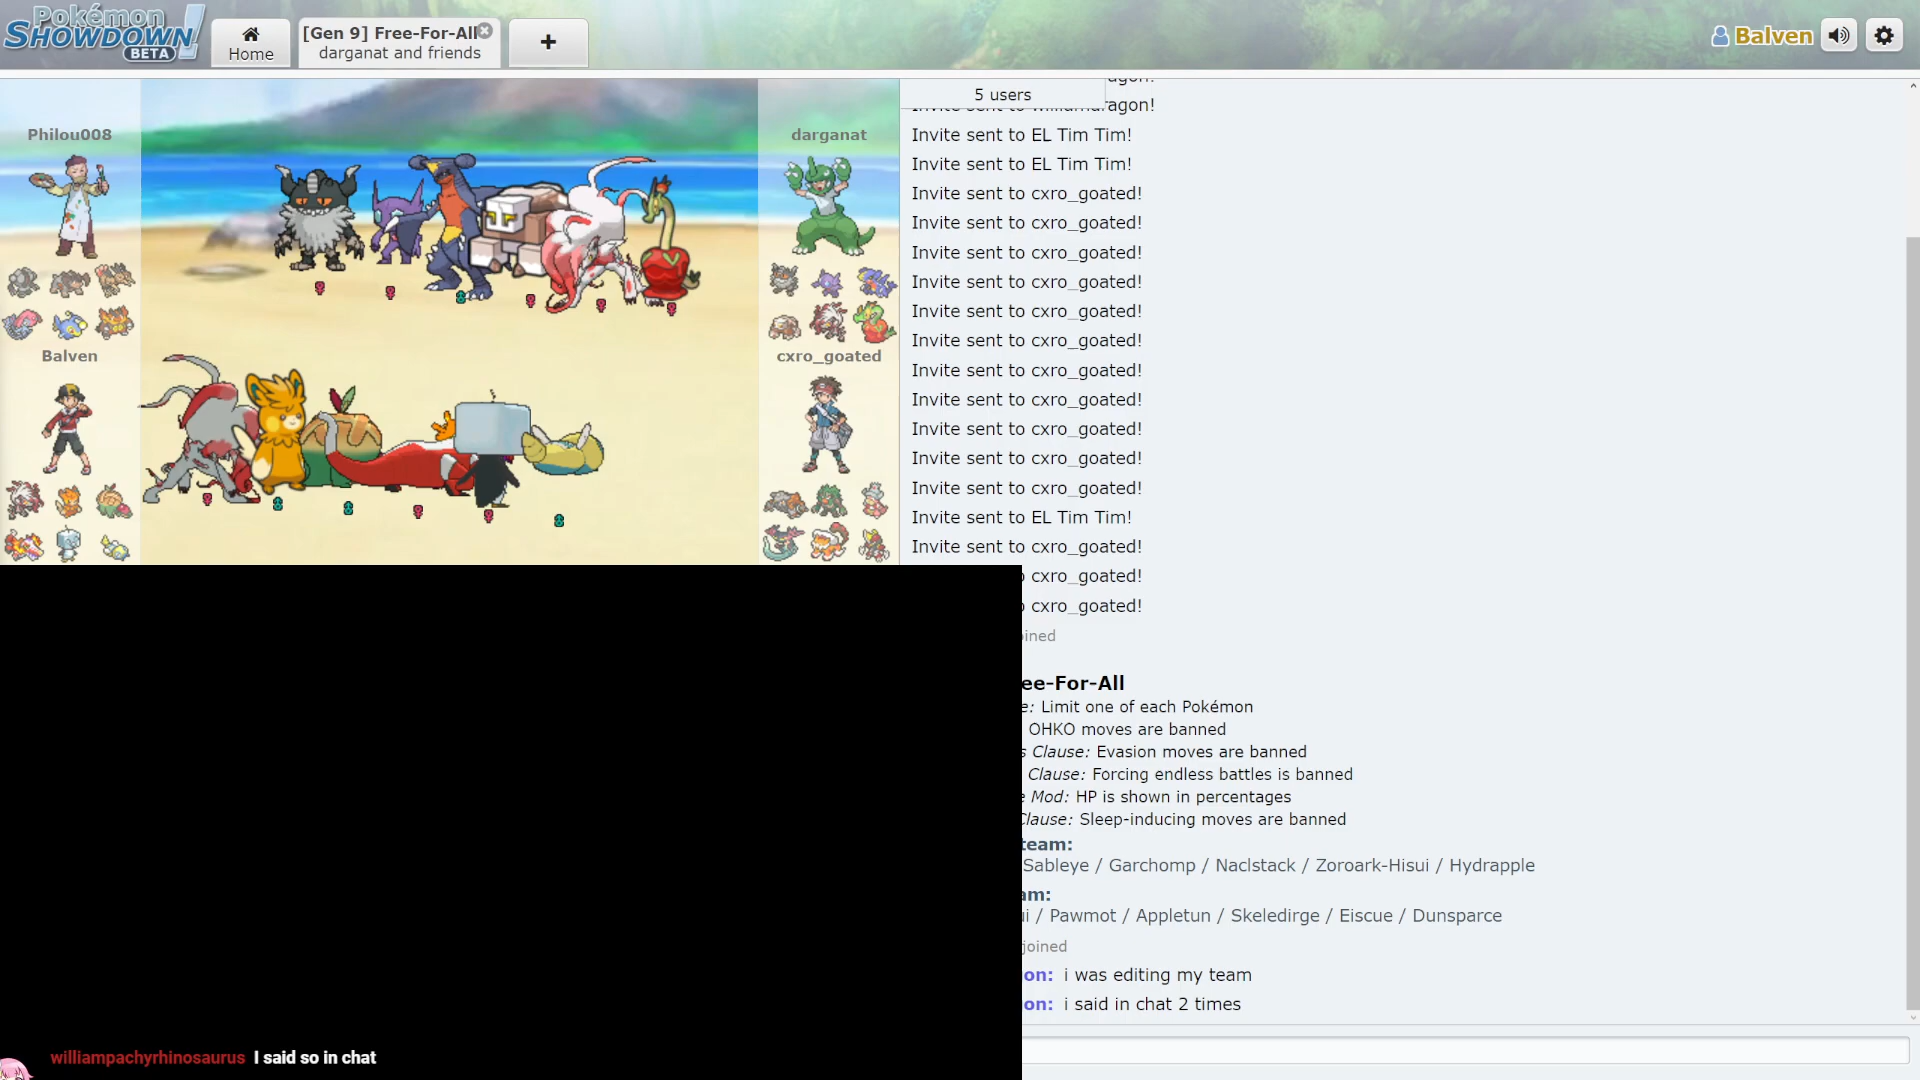 Pokémon
SHOWDOWN!
BETA
Home
[Gen 9] Free-For-All
darganat and friends
+
Balven
Philou008
darganat
Balven
cxro_goated
5 users
Invite sent to williamdragon!
Invite sent to EL Tim Tim!
Invite sent to EL Tim Tim!
Invite sent to cxro_goated!
Invite sent to cxro_goated!
Invite sent to cxro_goated!
Invite sent to cxro_goated!
Invite sent to cxro_goated!
Invite sent to cxro_goated!
Invite sent to cxro_goated!
Invite sent to cxro_goated!
Invite sent to cxro_goated!
Invite sent to cxro_goated!
Invite sent to cxro_goated!
Invite sent to EL Tim Tim!
Invite sent to cxro_goated!
cxro_goated!
cxro_goated!
ined
ee-For-All
e: Limit one of each Pokémon
OHKO moves are banned
s Clause: Evasion moves are banned
Clause: Forcing endless battles is banned
e Mod: HP is shown in percentages
Clause: Sleep-inducing moves are banned
team:
Sableye / Garchomp / Naclstack / Zoroark-Hisui / Hydrapple
am:
ui / Pawmot / Appletun / Skeledirge / Eiscue / Dunsparce
joined
on: i was editing my team
on: i said in chat 2 times
williampachyrhinosaurus I said so in chat